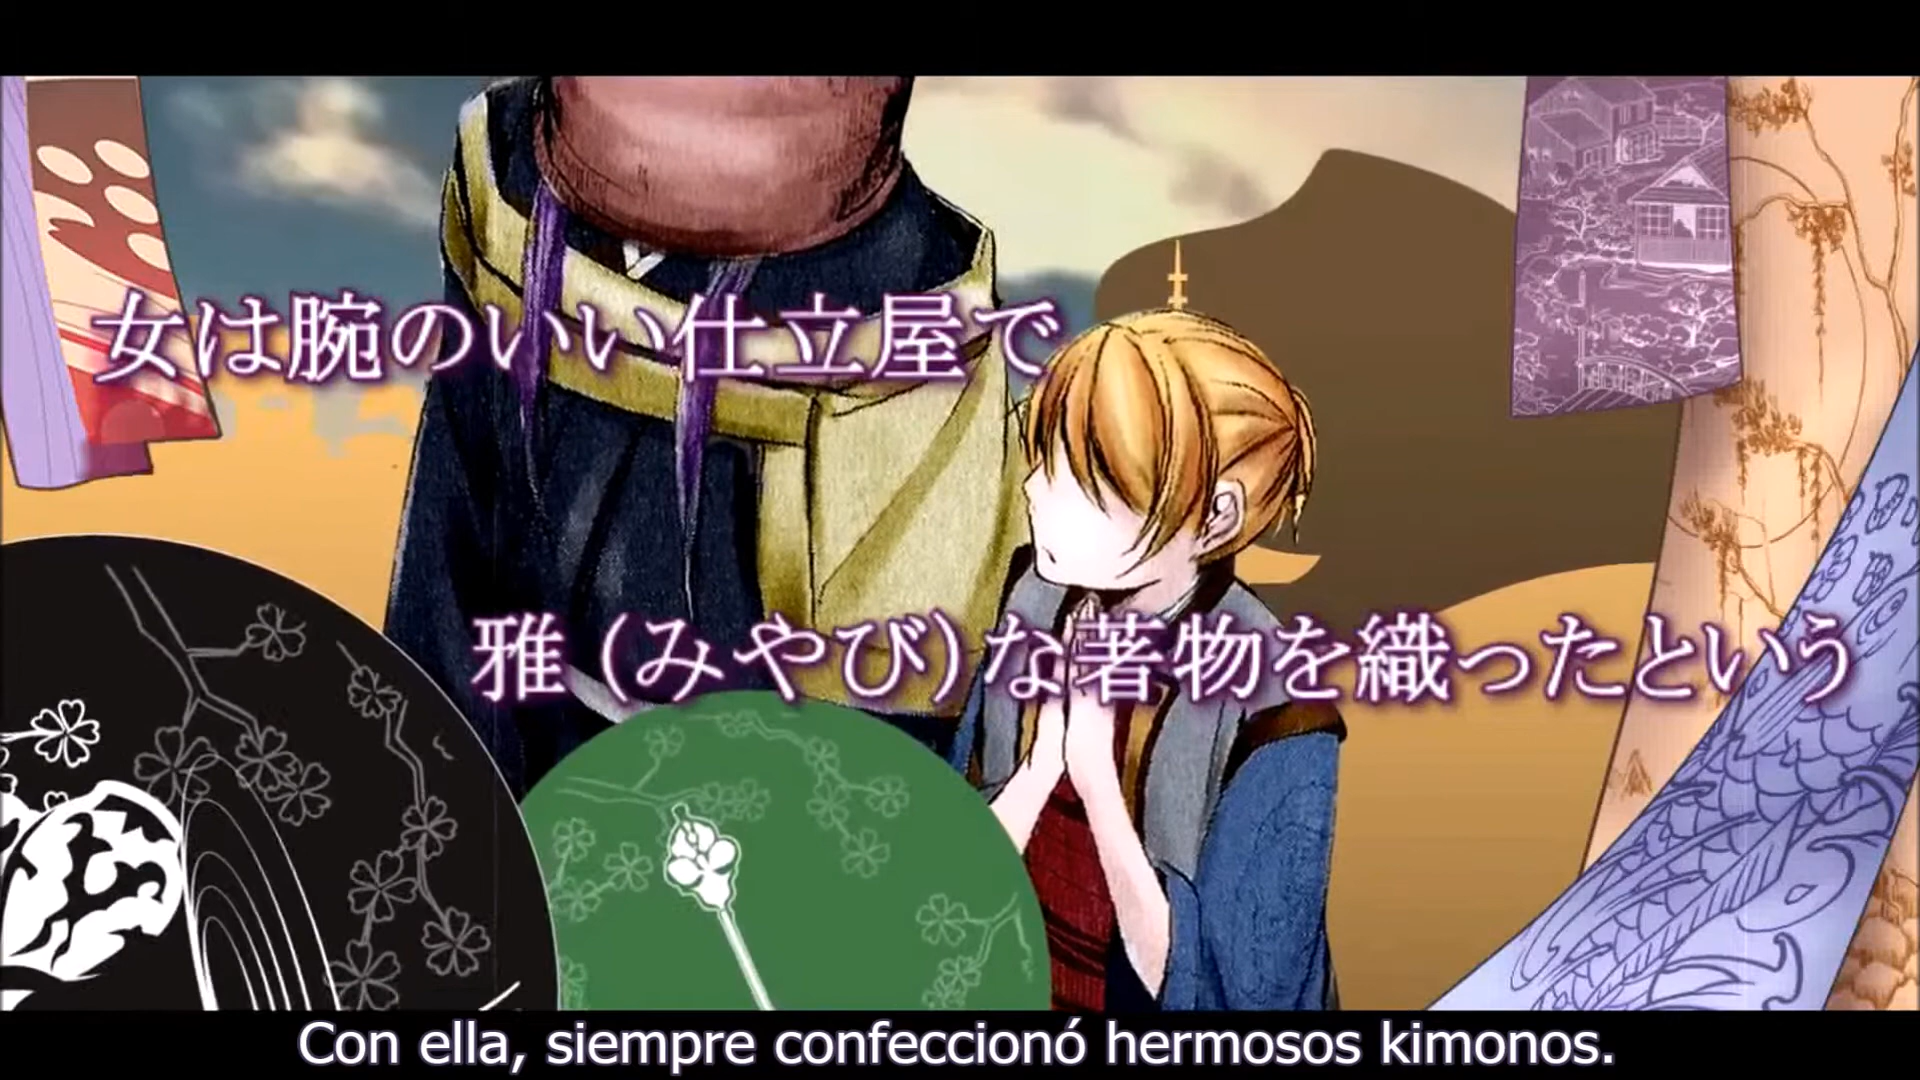 女は腕のいい仕立屋で
雅(みやび)な著物を織ったという
Con ella, siempre confeccionó hermosos kimonos.